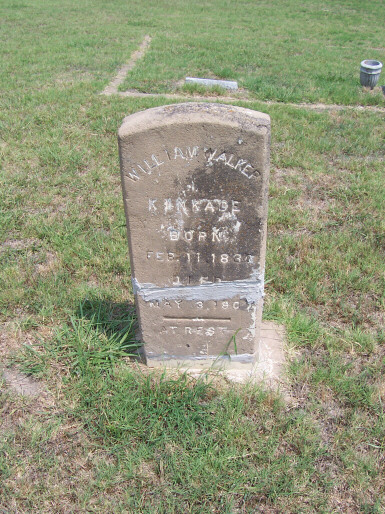 WILLIAM WALKER
KINKADE
BORN
FEB. 11 183
DIED
MAY 3, 190
AT REST